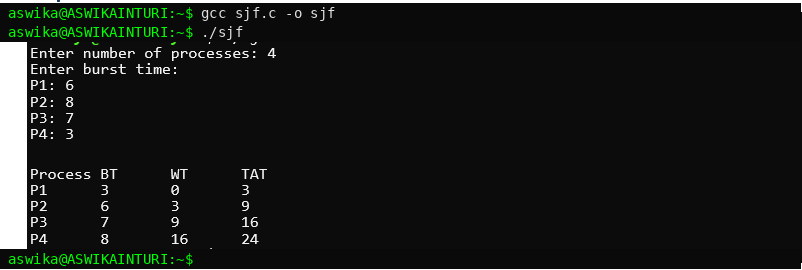 aswika@ASWIKAINTURI:~$ gcc sjf.c -o sjf
aswika@ASWIKAINTURI:~$ ./sjf
Enter number of processes: 4
Enter burst time:
P1: 6
P2: 8
P3: 7
P4: 3
Process BT WT TAT
P1 3 0 3
P2 6 3 9
P3 7 9 16
P4 8 16 24
aswika@ASWIKAINTURI:~$